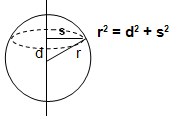 s
r² = d² + s²
d
r